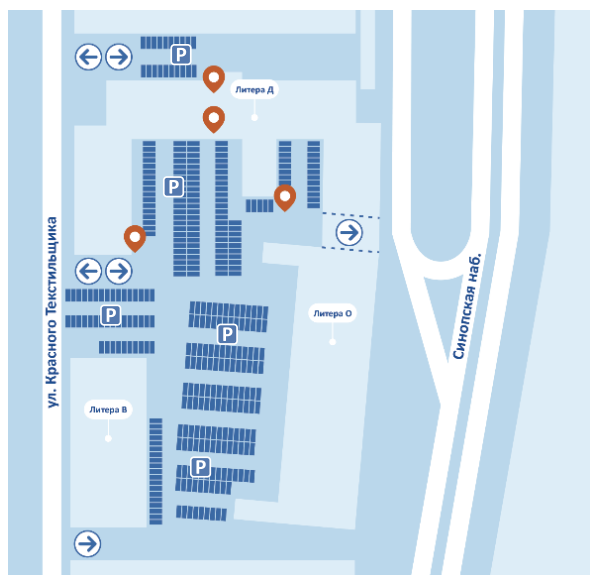 P
Литера Д
P
ул. Красного Текстильщика
Синопская наб.
P
P
Литера О
Литера В
P